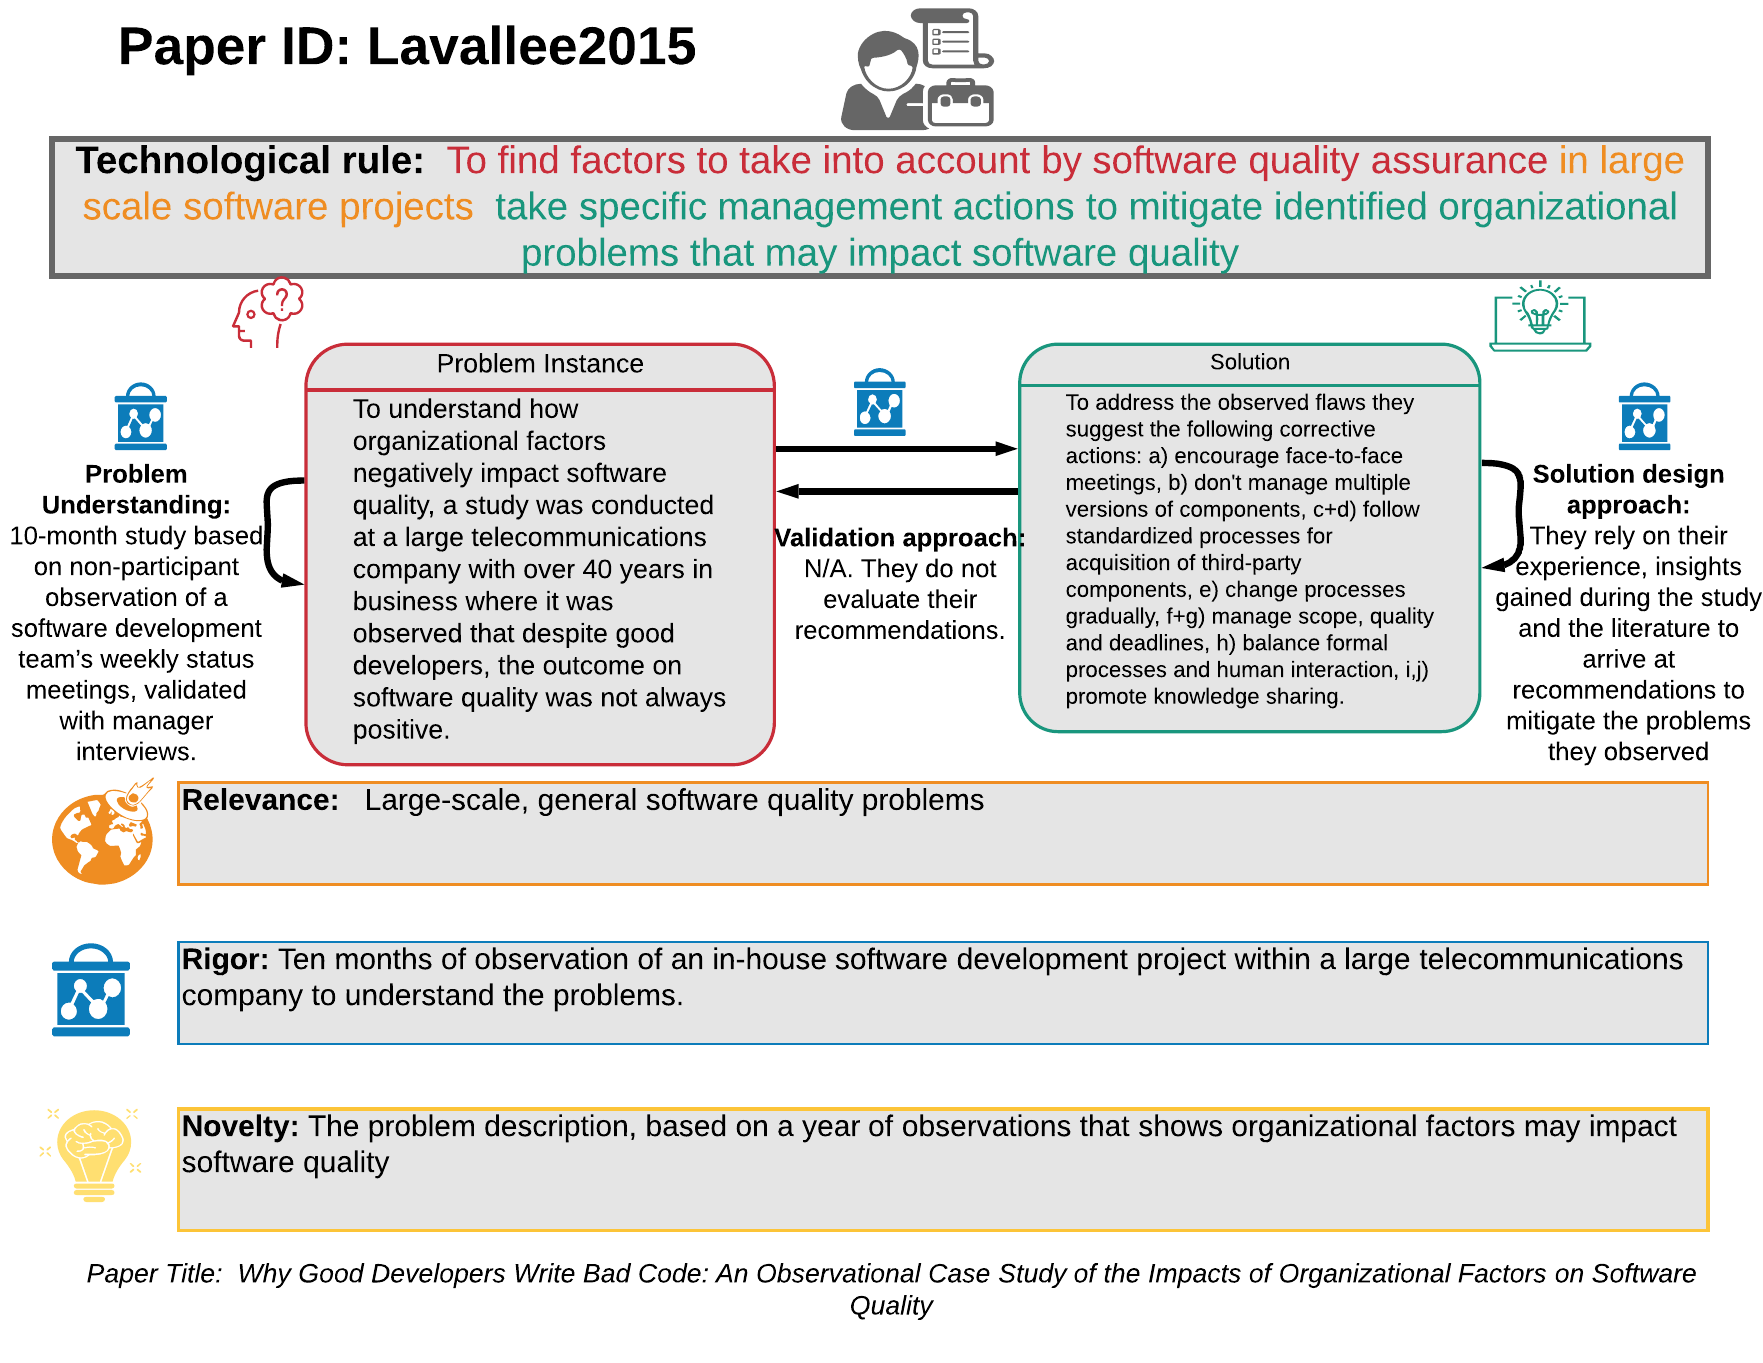 Paper ID: Lavallee2015
Technological rule: To find factors to take into account by software quality assurance in large
scale software projects take specific management actions to mitigate identified organizational
problems that may impact software quality
Problem Instance
To understand how
organizational factors
negatively impact software
quality, a study was conducted
at a large telecommunications
company with over 40 years in
business where it was
observed that despite good
developers, the outcome on
software quality was not always
positive.
Solution
To address the observed flaws they
suggest the following corrective
actions: a) encourage face-to-face
meetings, b) don't manage multiple
versions of components, c+d) follow
standardized processes for
acquisition of third-party
components, e) change processes
gradually, f+g) manage scope, quality
and deadlines, h) balance formal
processes and human interaction, i,j)
promote knowledge sharing.
Problem
Understanding:
10-month study based
on non-participant
observation of a
software development
team’s weekly status
meetings, validated
with manager
interviews.
Validation approach:
N/A. They do not
evaluate their
recommendations.
Solution design
approach:
They rely on their
experience, insights
gained during the study
and the literature to
arrive at
recommendations to
mitigate the problems
they observed
Relevance: Large-scale, general software quality problems
Rigor: Ten months of observation of an in-house software development project within a large telecommunications
company to understand the problems.
Novelty: The problem description, based on a year of observations that shows organizational factors may impact
software quality
Paper Title: Why Good Developers Write Bad Code: An Observational Case Study of the Impacts of Organizational Factors on Software
Quality